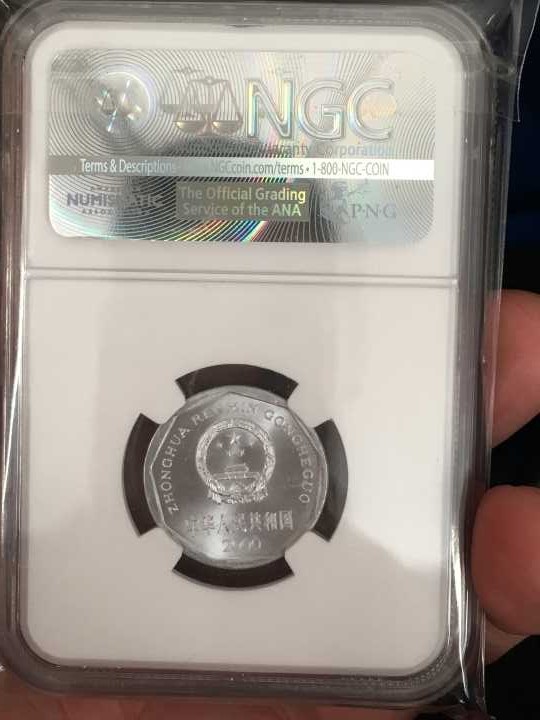 NGC
Terms & Descriptions NGCcoin.com/terms • 1-800-NGC-COIN
NUMISMATIC
The Official Grading
Service of the ANA
PNG
ZHONGHUA RENMIN GONGHEGUO
中华人民共和国